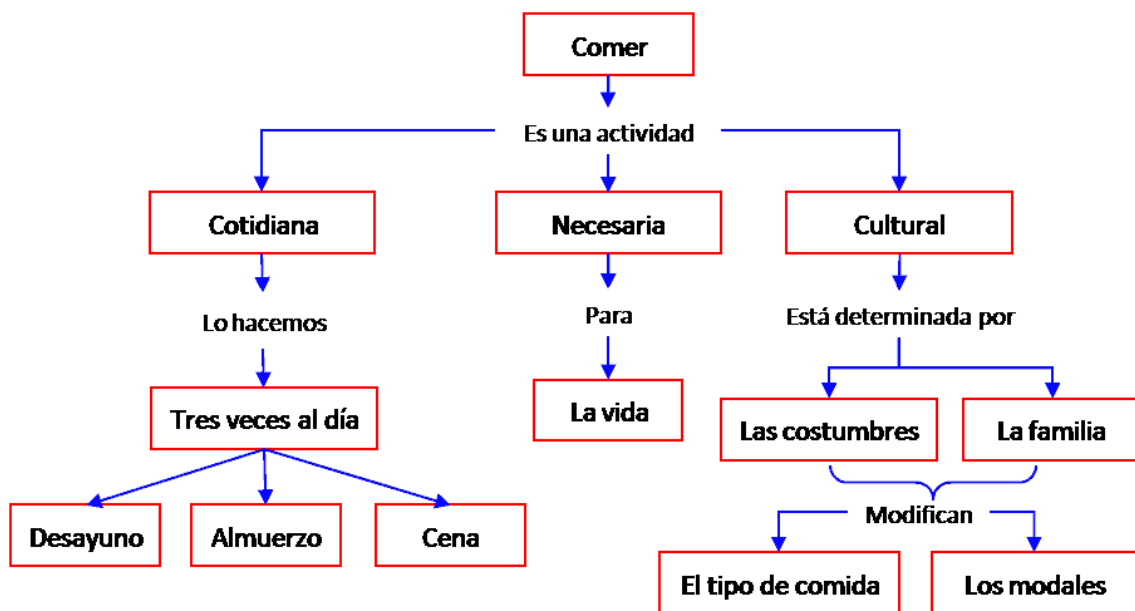 Comer
Es una actividad
Cotidiana
Necesaria
Cultural
Lo hacemos
Para
Está determinada por
Tres veces al día
La vida
Las costumbres
La familia
Desayuno
Almuerzo
Cena
Modifican
El tipo de comida
Los modales